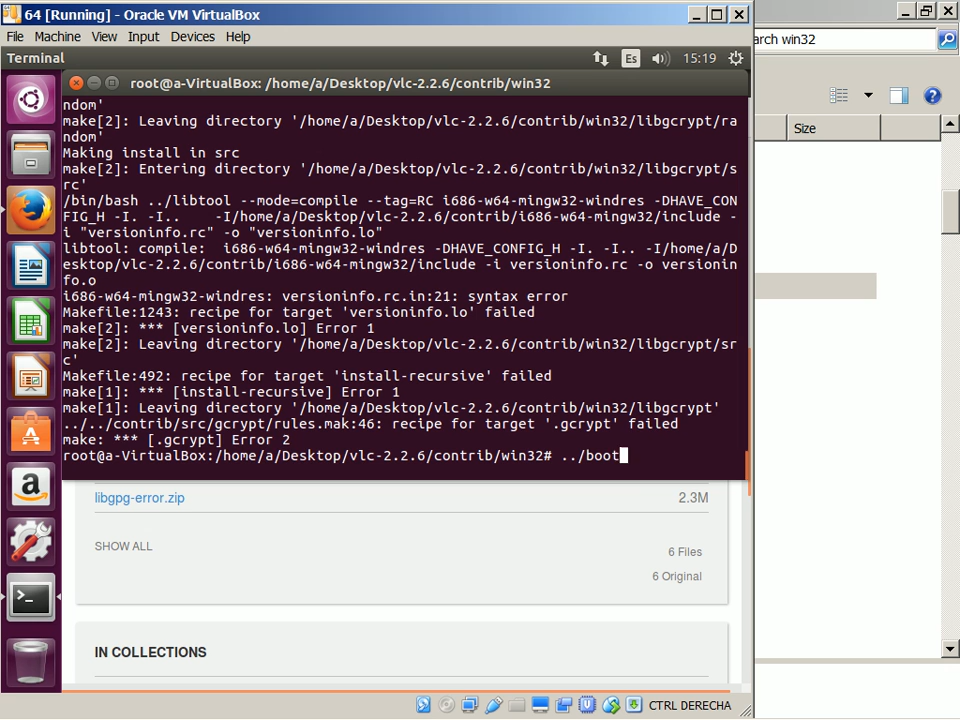 64 [Running] - Oracle VM VirtualBox
File Machine View Input Devices Help
arch win32
Terminal
Es
15:19
root@a-VirtualBox: /home/a/Desktop/vlc-2.2.6/contrib/win32
Size
ndom'
make[2]: Leaving directory '/home/a/Desktop/vlc-2.2.6/contrib/win32/libgcrypt/ra
ndom'
Making install in src
make[2]: Entering directory '/home/a/Desktop/vlc-2.2.6/contrib/win32/libgcrypt/s
rc'
/bin/bash ../libtool --mode=compile --tag=RC i686-w64-mingw32-windres -DHAVE_CON
FIG_H -I. -I..    -I/home/a/Desktop/vlc-2.2.6/contrib/i686-w64-mingw32/include -
i "versioninfo.rc" -o "versioninfo.lo"
libtool: compile:  i686-w64-mingw32-windres -DHAVE_CONFIG_H -I. -I.. -I/home/a/D
esktop/vlc-2.2.6/contrib/i686-w64-mingw32/include -i versioninfo.rc -o versionin
fo.o
i686-w64-mingw32-windres: versioninfo.rc.in:21: syntax error
Makefile:1243: recipe for target 'versioninfo.lo' failed
make[2]: *** [versioninfo.lo] Error 1
make[2]: Leaving directory '/home/a/Desktop/vlc-2.2.6/contrib/win32/libgcrypt/sr
c'
Makefile:492: recipe for target 'install-recursive' failed
make[1]: *** [install-recursive] Error 1
make[1]: Leaving directory '/home/a/Desktop/vlc-2.2.6/contrib/win32/libgcrypt'
../../contrib/src/gcrypt/rules.mak:46: recipe for target '.gcrypt' failed
make: *** [.gcrypt] Error 2
root@a-VirtualBox:/home/a/Desktop/vlc-2.2.6/contrib/win32# ../boot
libgpg-error.zip 2.3M
SHOW ALL
6 Files
6 Original
IN COLLECTIONS
CTRL DERECHA